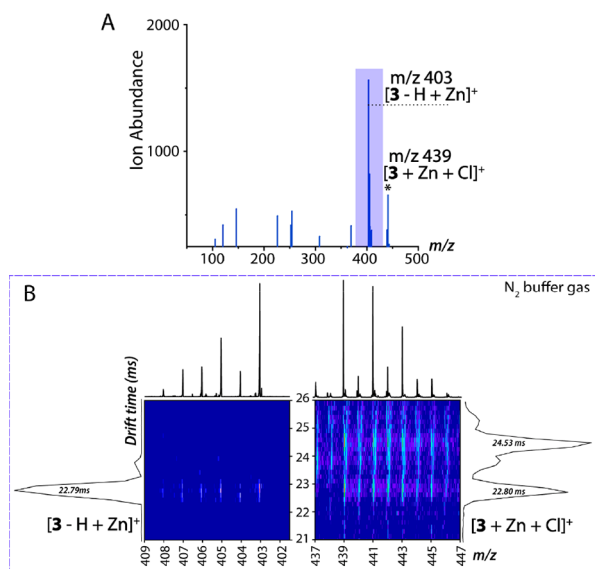 A
2000
1000
Ion Abundance
m/z 403
[3 - H + Zn]⁺
m/z 439
[3 + Zn + Cl]⁺
*
100 200 300 400 500
m/z
B
N₂ buffer gas
Drift time (ms)
26
25
24
23
22
21
22.79ms
24.53 ms
22.80 ms
[3 - H + Zn]⁺
[3 + Zn + Cl]⁺
409 408 407 406 405 404 403 402
437 439 441 443 445 447
m/z